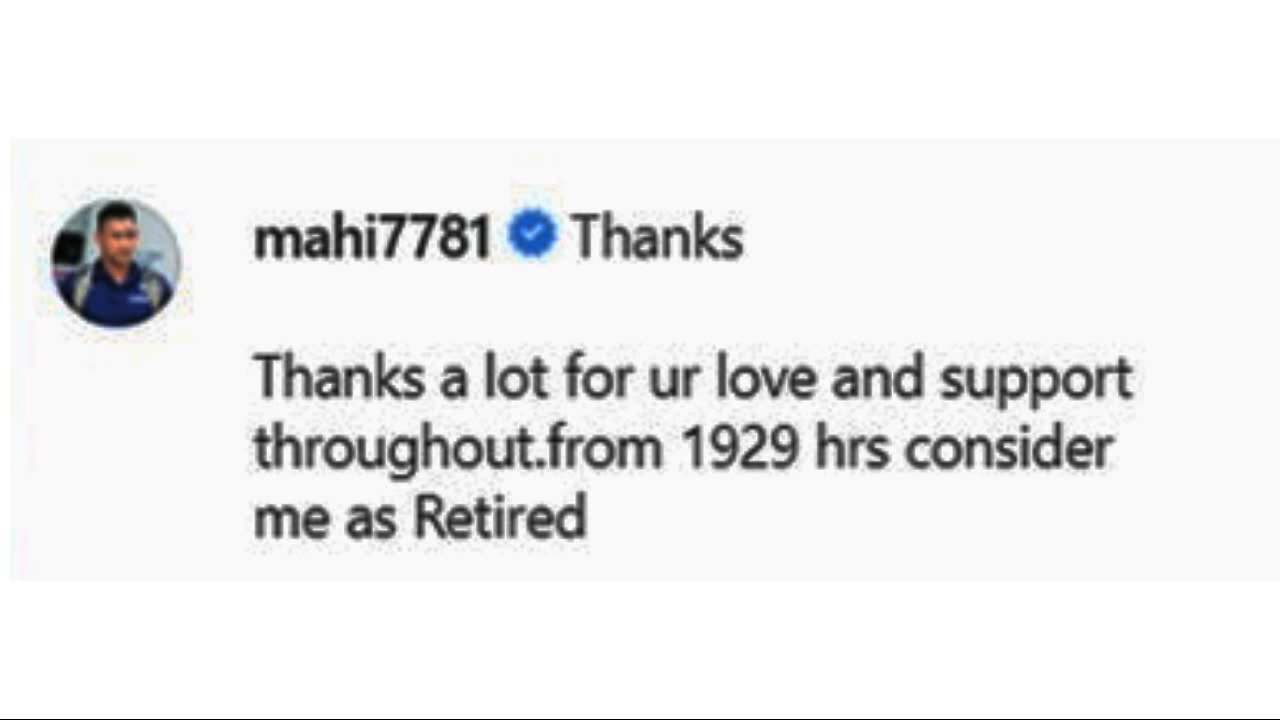 mahi7781 Thanks
Thanks a lot for ur love and support
throughout.from 1929 hrs consider
me as Retired